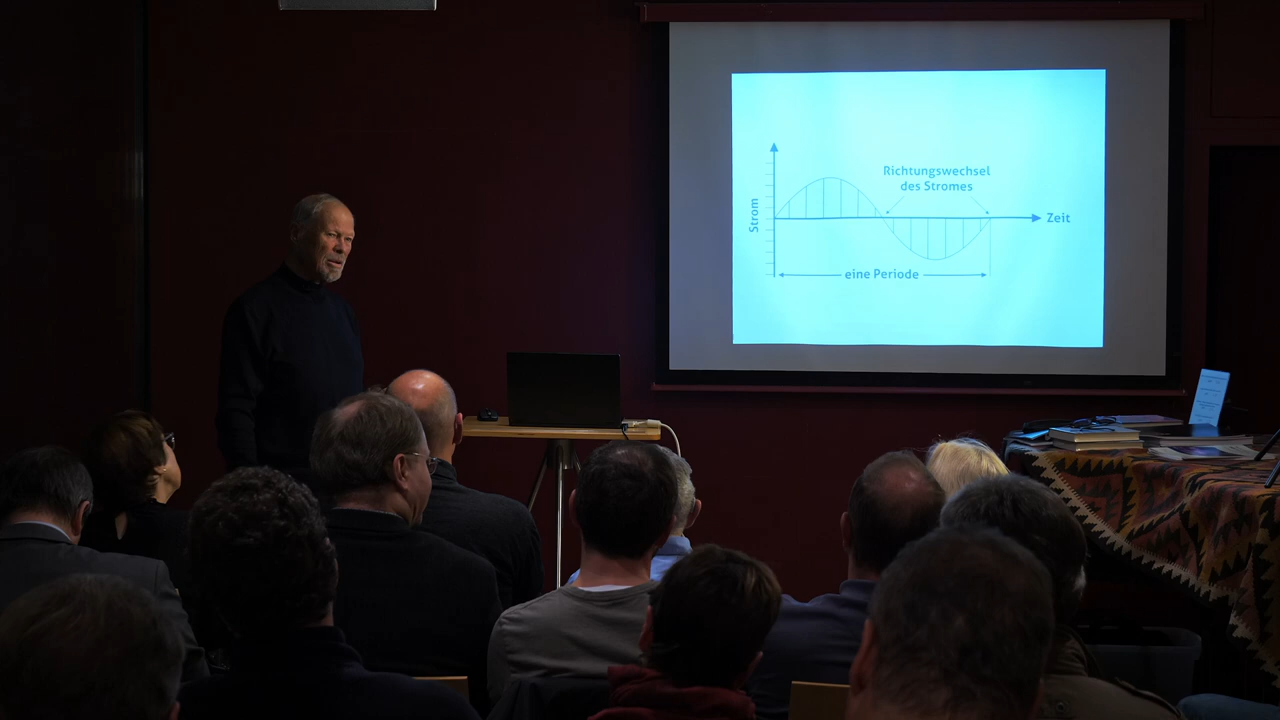 Richtungswechsel
des Stromes
Strom
Zeit
eine Periode